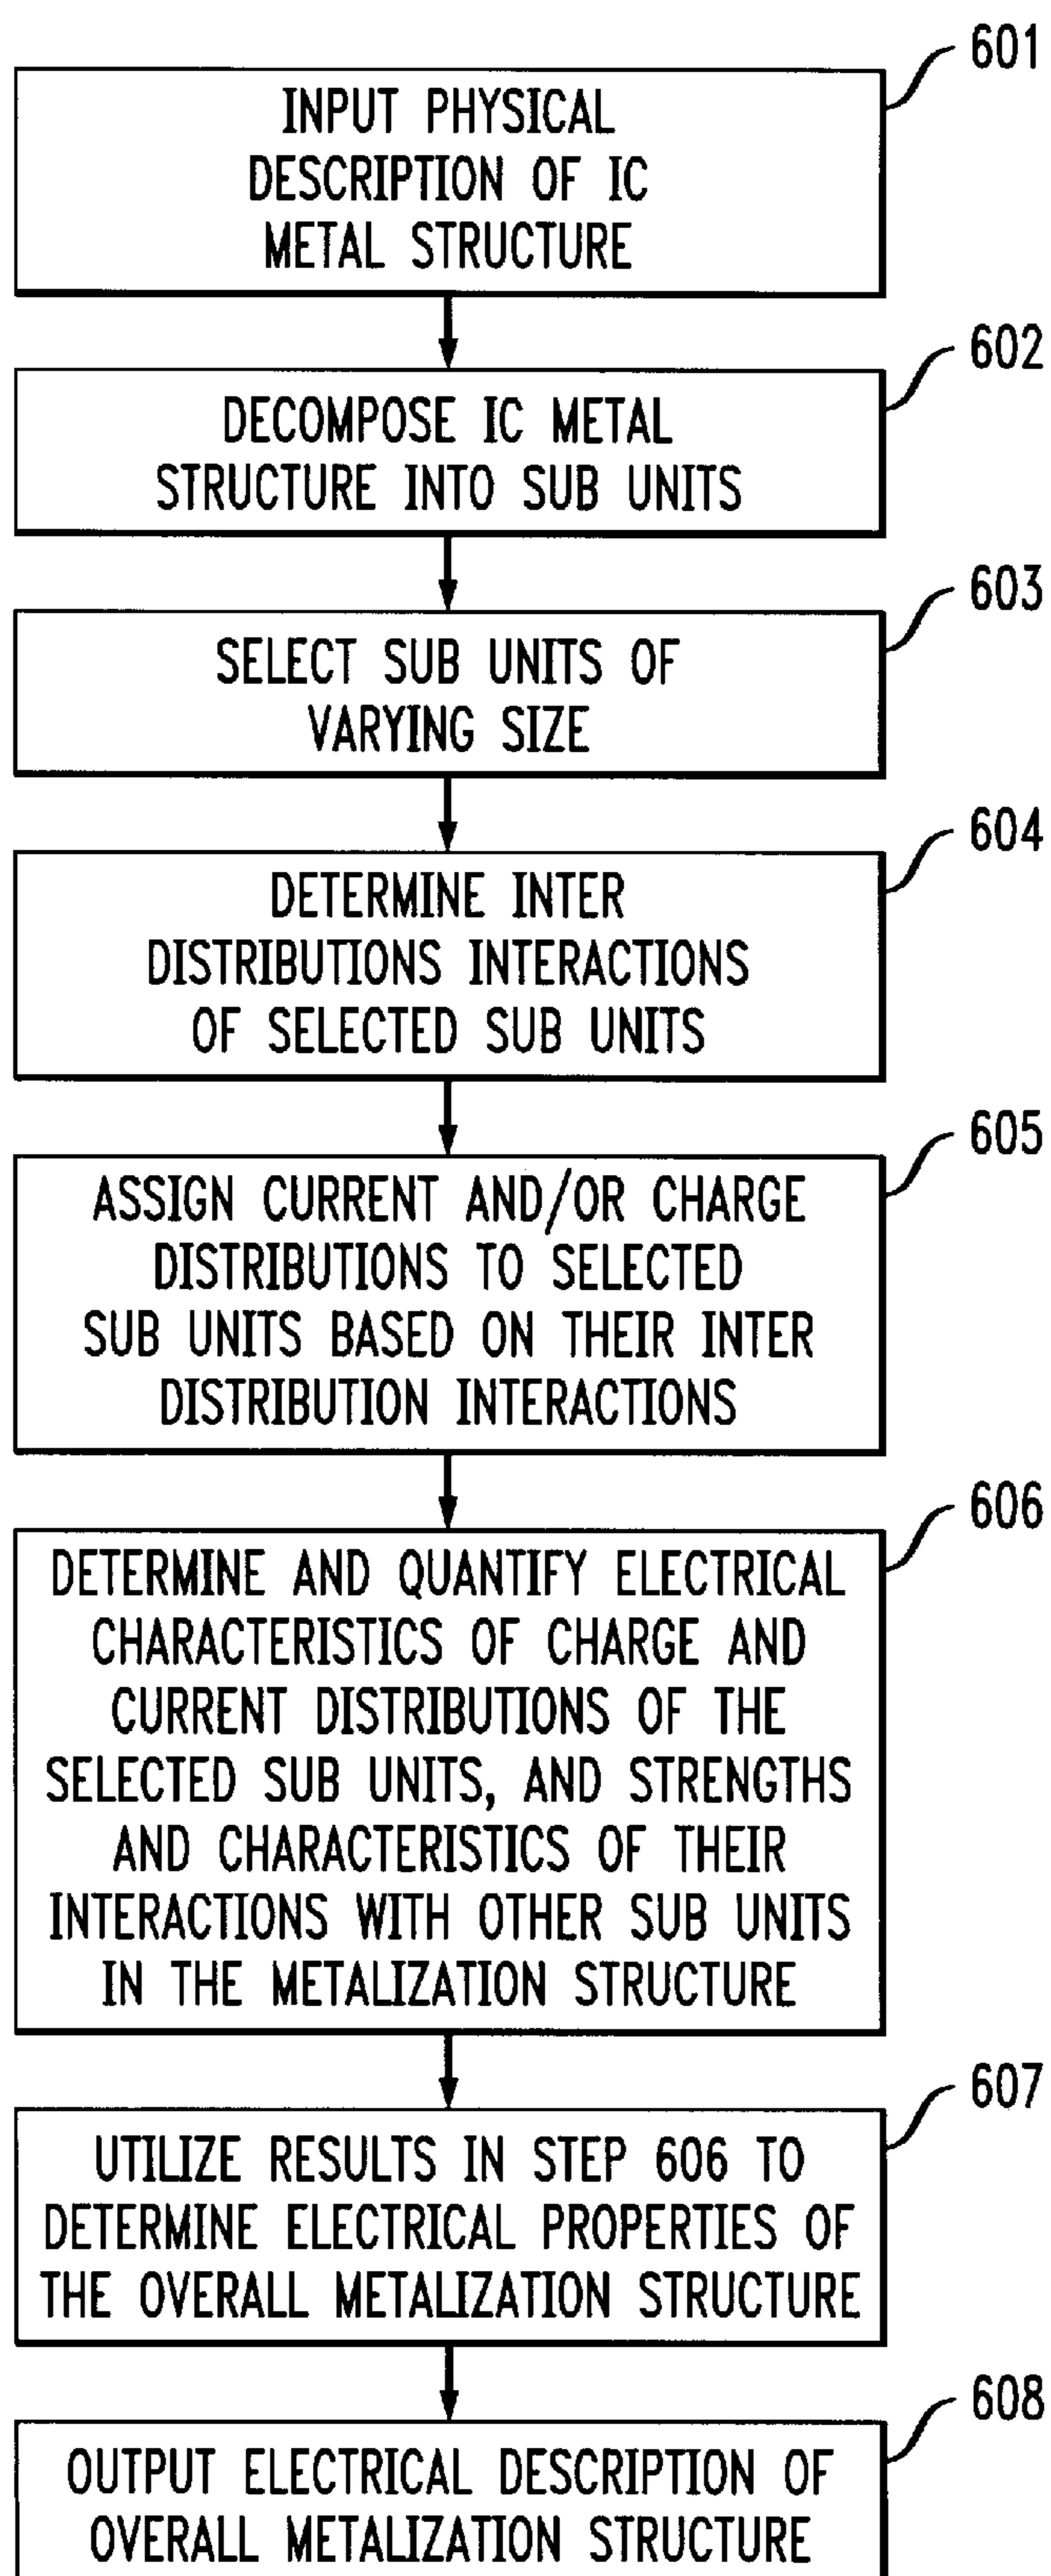 601
INPUT PHYSICAL
DESCRIPTION OF IC
METAL STRUCTURE
602
DECOMPOSE IC METAL
STRUCTURE INTO SUB UNITS
603
SELECT SUB UNITS OF
VARYING SIZE
604
DETERMINE INTER
DISTRIBUTIONS INTERACTIONS
OF SELECTED SUB UNITS
605
ASSIGN CURRENT AND/OR CHARGE
DISTRIBUTIONS TO SELECTED
SUB UNITS BASED ON THEIR INTER
DISTRIBUTION INTERACTIONS
606
DETERMINE AND QUANTIFY ELECTRICAL
CHARACTERISTICS OF CHARGE AND
CURRENT DISTRIBUTIONS OF THE
SELECTED SUB UNITS, AND STRENGTHS
AND CHARACTERISTICS OF THEIR
INTERACTIONS WITH OTHER SUB UNITS
IN THE METALIZATION STRUCTURE
607
UTILIZE RESULTS IN STEP 606 TO
DETERMINE ELECTRICAL PROPERTIES OF
THE OVERALL METALIZATION STRUCTURE
608
OUTPUT ELECTRICAL DESCRIPTION OF
OVERALL METALIZATION STRUCTURE